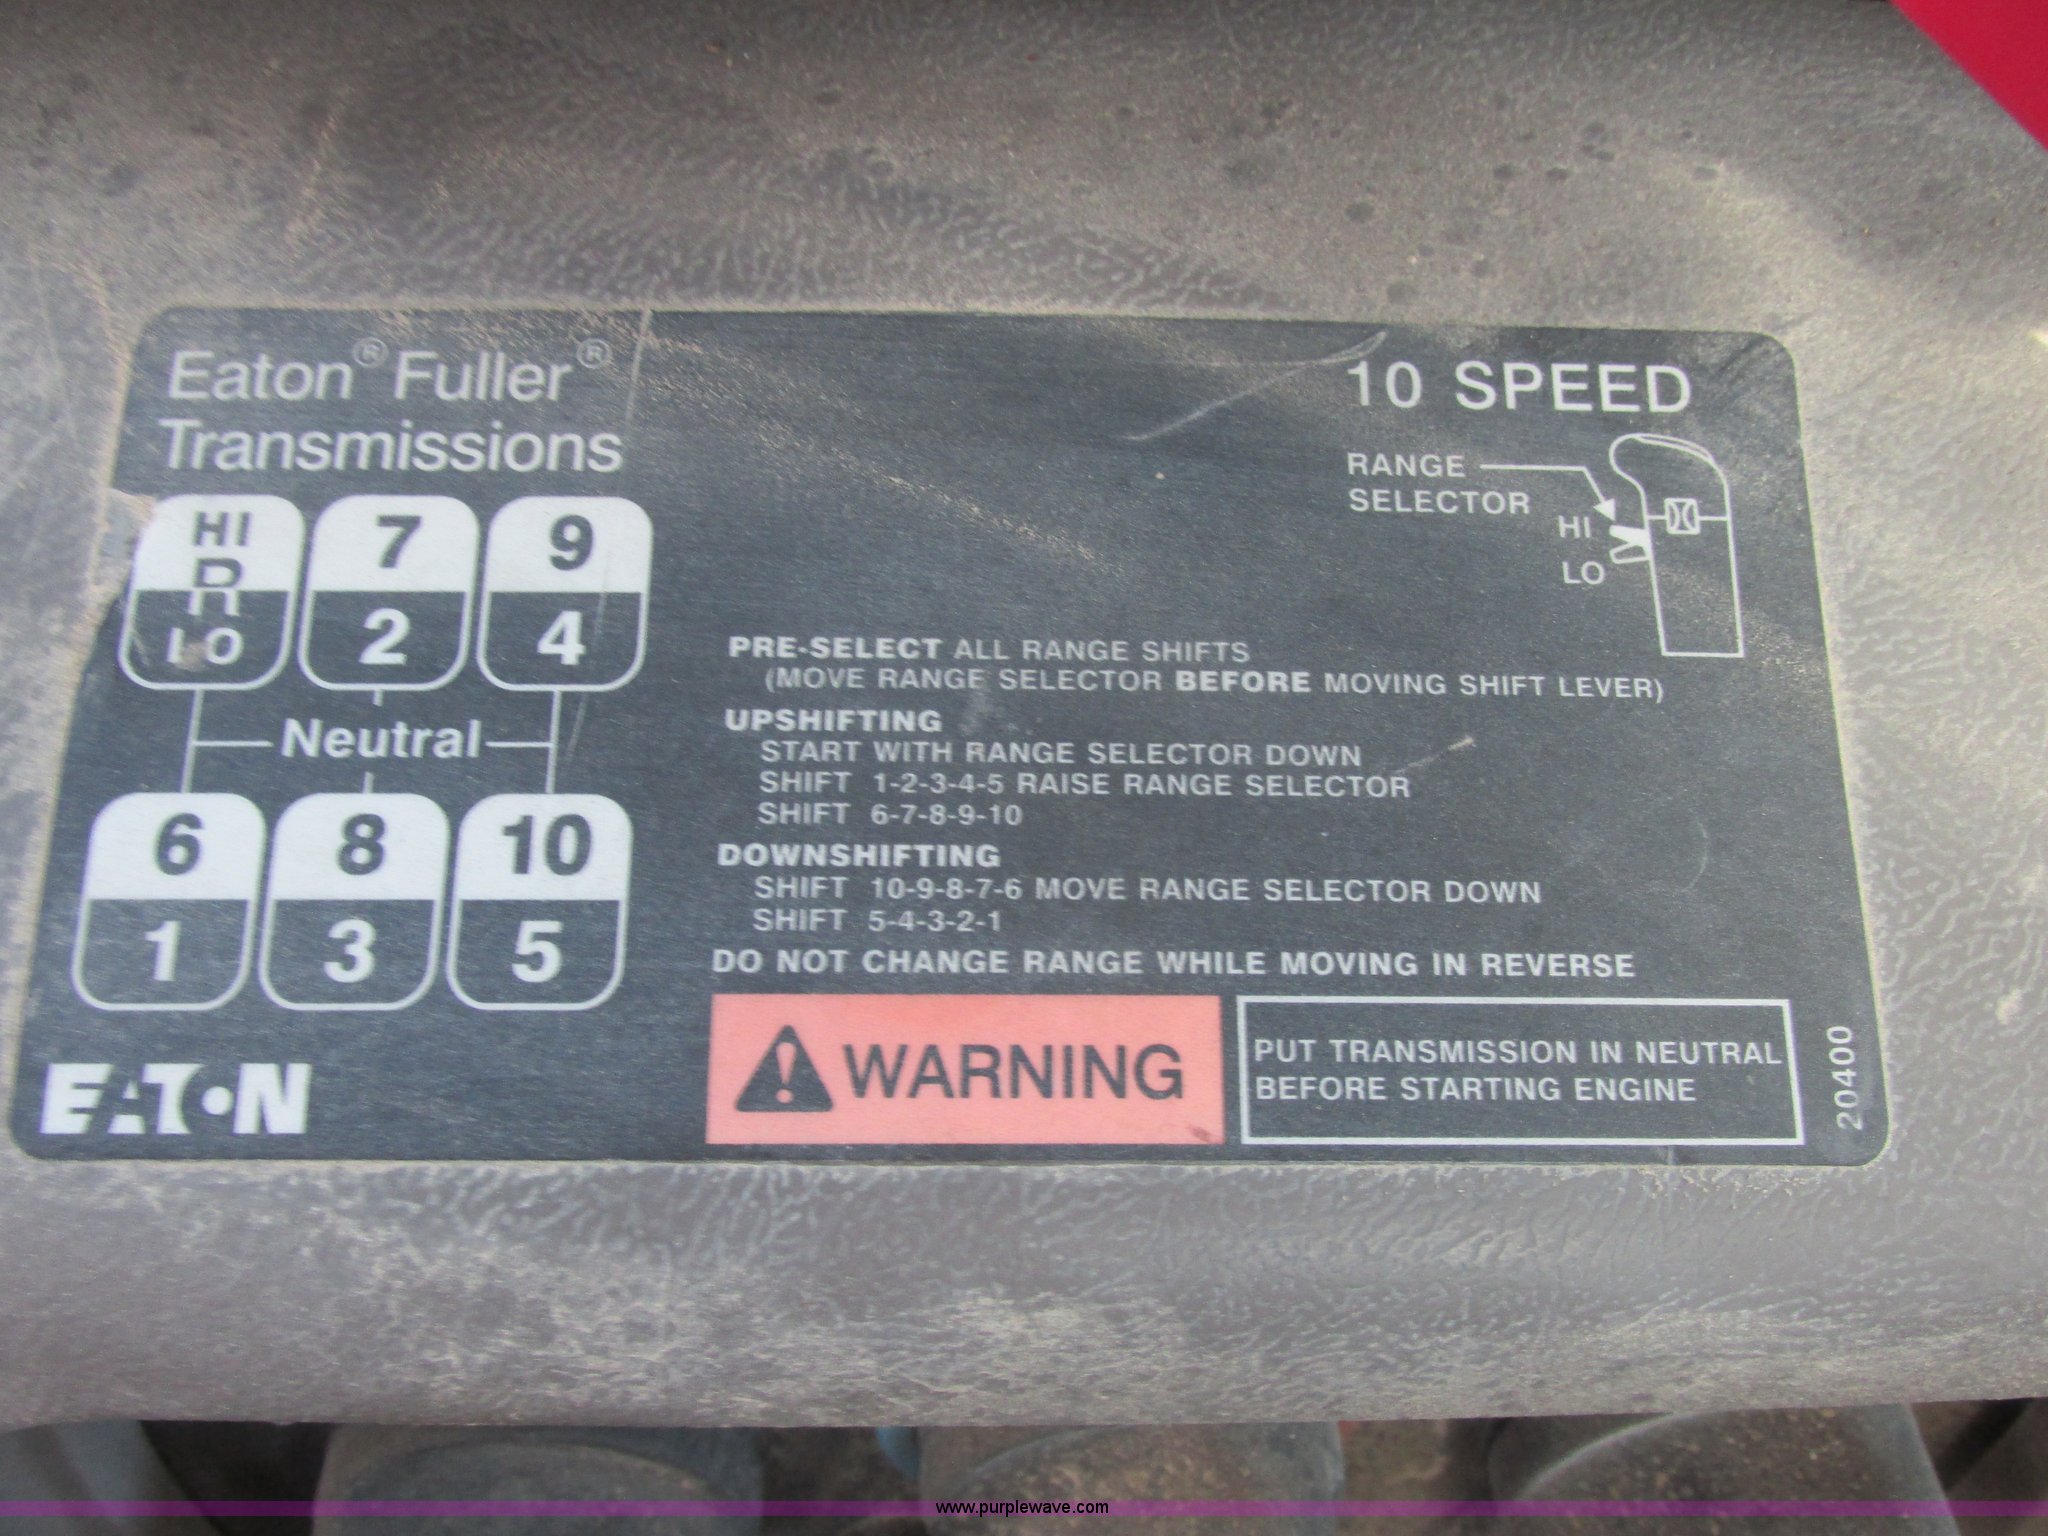 Eaton® Fuller®
Transmissions
10 SPEED
RANGE
SELECTOR
HI
LO
HI 7 9
R
LO 2 4
Neutral
6 8 10
1 3 5
PRE-SELECT ALL RANGE SHIFTS
(MOVE RANGE SELECTOR BEFORE MOVING SHIFT LEVER)
UPSHIFTING
START WITH RANGE SELECTOR DOWN
SHIFT 1-2-3-4-5 RAISE RANGE SELECTOR
SHIFT 6-7-8-9-10
DOWNSHIFTING
SHIFT 10-9-8-7-6 MOVE RANGE SELECTOR DOWN
SHIFT 5-4-3-2-1
DO NOT CHANGE RANGE WHILE MOVING IN REVERSE
EATON
WARNING
PUT TRANSMISSION IN NEUTRAL
BEFORE STARTING ENGINE
20400
www.purplewave.com